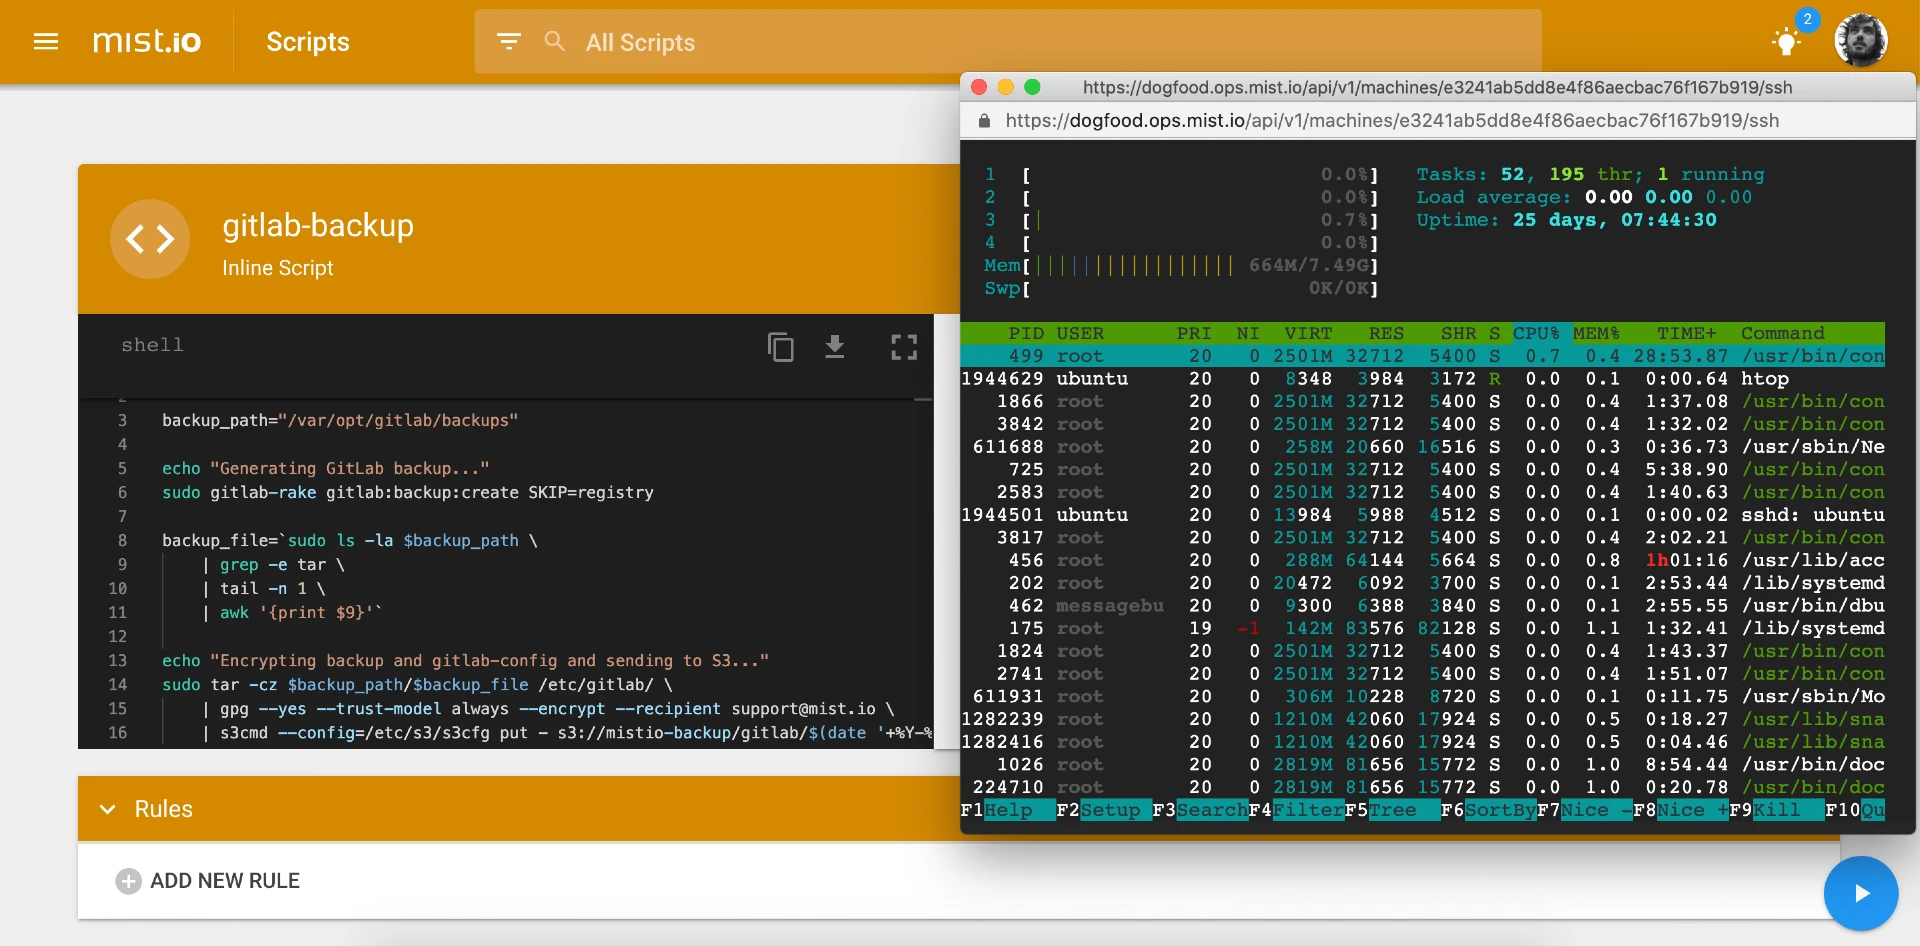 mist.io
Scripts
All Scripts
2
gitlab-backup
Inline Script
shell
2
3 backup_path="/var/opt/gitlab/backups"
4
5 echo "Generating GitLab backup..."
6 sudo gitlab-rake gitlab:backup:create SKIP=registry
7
8 backup_file=`sudo ls -la $backup_path \
9 | grep -e tar \
10 | tail -n 1 \
11 | awk '{print $9}'`
12
13 echo "Encrypting backup and gitlab-config and sending to S3..."
14 sudo tar -cz $backup_path/$backup_file /etc/gitlab/ \
15 | gpg --yes --trust-model always --encrypt --recipient support@mist.io \
16 | s3cmd --config=/etc/s3/s3cfg put - s3://mistio-backup/gitlab/$(date '+%Y-%
Rules
ADD NEW RULE
https://dogfood.ops.mist.io/api/v1/machines/e3241ab5dd8e4f86aecbac76f167b919/ssh
https://dogfood.ops.mist.io/api/v1/machines/e3241ab5dd8e4f86aecbac76f167b919/ssh
1 [ 0.0%] Tasks: 52, 195 thr; 1 running
2 [ 0.0%] Load average: 0.00 0.00 0.00
3 [| 0.7%] Uptime: 25 days, 07:44:30
4 [ 0.0%]
Mem[||||||||||||||||| 664M/7.49G]
Swp[ 0K/0K]
PID USER PRI NI VIRT RES SHR S CPU% MEM% TIME+ Command
499 root 20 0 2501M 32712 5400 S 0.7 0.4 28:53.87 /usr/bin/con
1944629 ubuntu 20 0 8348 3984 3172 R 0.0 0.1 0:00.64 htop
1866 root 20 0 2501M 32712 5400 S 0.0 0.4 1:37.08 /usr/bin/con
3842 root 20 0 2501M 32712 5400 S 0.0 0.4 1:32.02 /usr/bin/con
611688 root 20 0 258M 20660 16516 S 0.0 0.3 0:36.73 /usr/sbin/Ne
725 root 20 0 2501M 32712 5400 S 0.0 0.4 5:38.90 /usr/bin/con
2583 root 20 0 2501M 32712 5400 S 0.0 0.4 1:40.63 /usr/bin/con
1944501 ubuntu 20 0 13984 5988 4512 S 0.0 0.1 0:00.02 sshd: ubuntu
3817 root 20 0 2501M 32712 5400 S 0.0 0.4 2:02.21 /usr/bin/con
456 root 20 0 288M 64144 5664 S 0.0 0.8 1h01:16 /usr/lib/acc
202 root 20 0 20472 6092 3700 S 0.0 0.1 2:53.44 /lib/systemd
462 messagebu 20 0 9300 6388 3840 S 0.0 0.1 2:55.55 /usr/bin/dbu
175 root 19 -1 142M 83576 82128 S 0.0 1.1 1:32.41 /lib/systemd
1824 root 20 0 2501M 32712 5400 S 0.0 0.4 1:43.37 /usr/bin/con
2741 root 20 0 2501M 32712 5400 S 0.0 0.4 1:51.07 /usr/bin/con
611931 root 20 0 306M 10228 8720 S 0.0 0.1 0:11.75 /usr/sbin/Mo
1282239 root 20 0 1210M 42060 17924 S 0.0 0.5 0:18.27 /usr/lib/sna
1282416 root 20 0 1210M 42060 17924 S 0.0 0.5 0:04.46 /usr/lib/sna
1026 root 20 0 2819M 81656 15772 S 0.0 1.0 8:54.44 /usr/bin/doc
224710 root 20 0 2819M 81656 15772 S 0.0 1.0 0:20.78 /usr/bin/doc
F1Help F2Setup F3SearchF4FilterF5Tree F6SortByF7Nice -F8Nice +F9Kill F10Qu